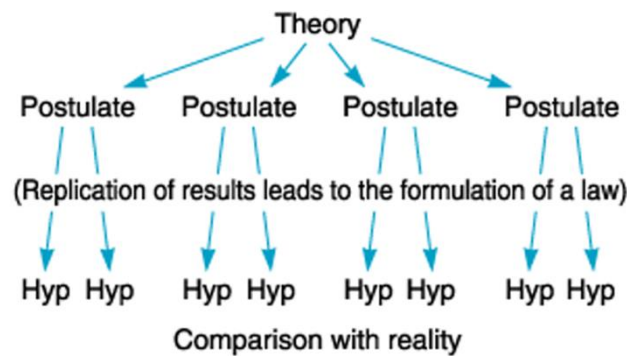 Theory
Postulate Postulate Postulate Postulate
(Replication of results leads to the formulation of a law)
Hyp Hyp Hyp Hyp Hyp Hyp Hyp Hyp
Comparison with reality